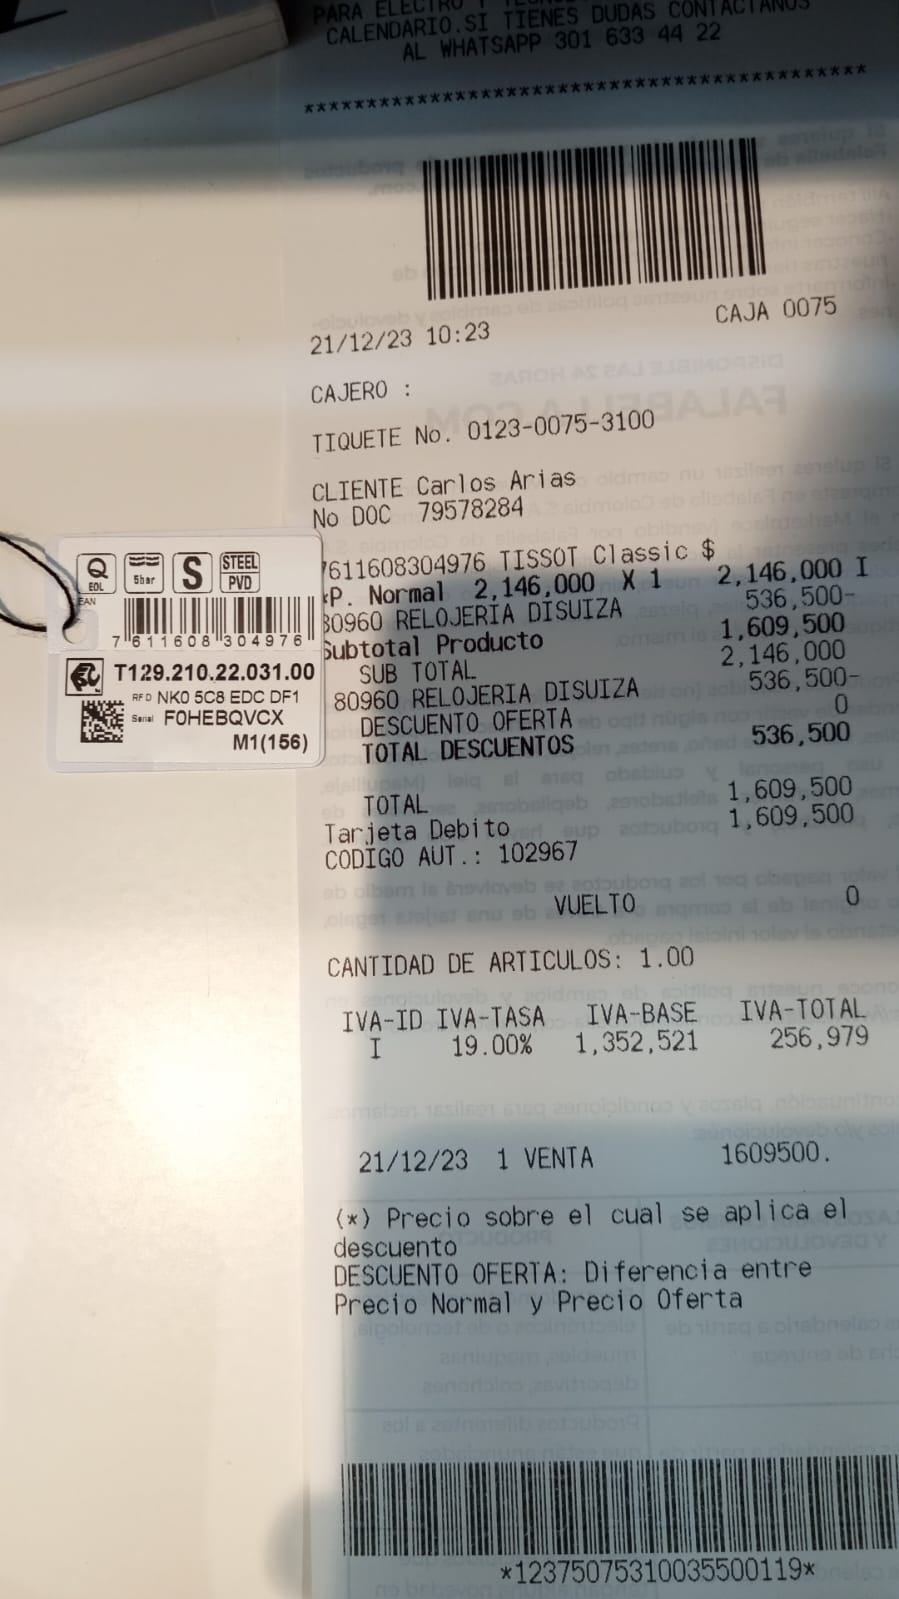 PARA ELECTRO Y
TIENES DUDAS CONTACTANOS
CALENDARIO.SI TIENES DUDAS CONTACTANOS
AL WHATSAPP 301 633 44 22
********************************************
21/12/23 10:23 CAJA 0075
CAJERO :
TIQUETE No. 0123-0075-3100
CLIENTE Carlos Arias
No DOC 79578284
7611608304976 TISSOT Classic $
*P. Normal 2,146,000 X 1 2,146,000 I
80960 RELOJERIA DISUIZA 536,500-
Subtotal Producto 1,609,500
SUB TOTAL 2,146,000
80960 RELOJERIA DISUIZA 536,500-
DESCUENTO OFERTA 0
TOTAL DESCUENTOS 536,500
TOTAL 1,609,500
Tarjeta Debito 1,609,500
CODIGO AUT.: 102967
VUELTO 0
CANTIDAD DE ARTICULOS: 1.00
IVA-ID IVA-TASA IVA-BASE IVA-TOTAL
I 19.00% 1,352,521 256,979
21/12/23 1 VENTA 1609500.
(*) Precio sobre el cual se aplica el
descuento
DESCUENTO OFERTA: Diferencia entre
Precio Normal y Precio Oferta
*12375075310035500119*
Q EOL 5bar S STEEL PVD
EAN
7 611608 304976
T129.210.22.031.00
RFD NK0 5C8 EDC DF1
Serial F0HEBQVCX
M1(156)